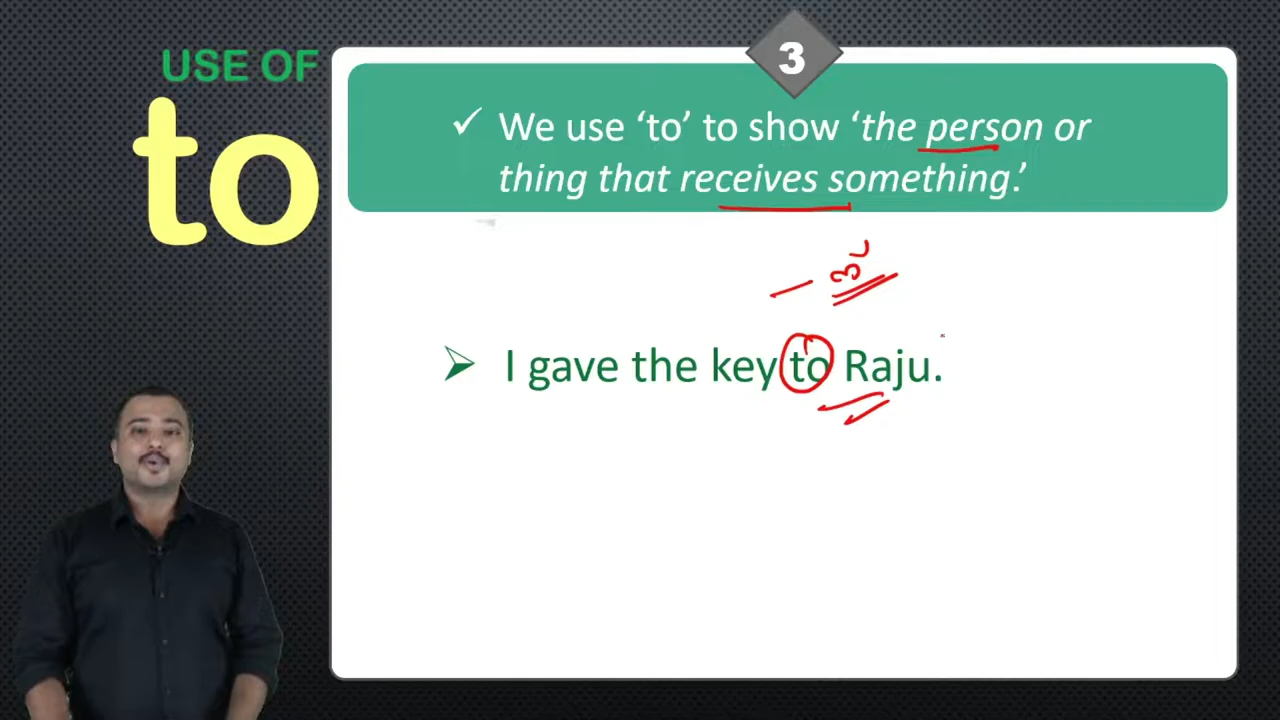 USE OF
to
3
✓ We use ‘to’ to show ‘the person or
thing that receives something.’
➢ I gave the key to Raju.